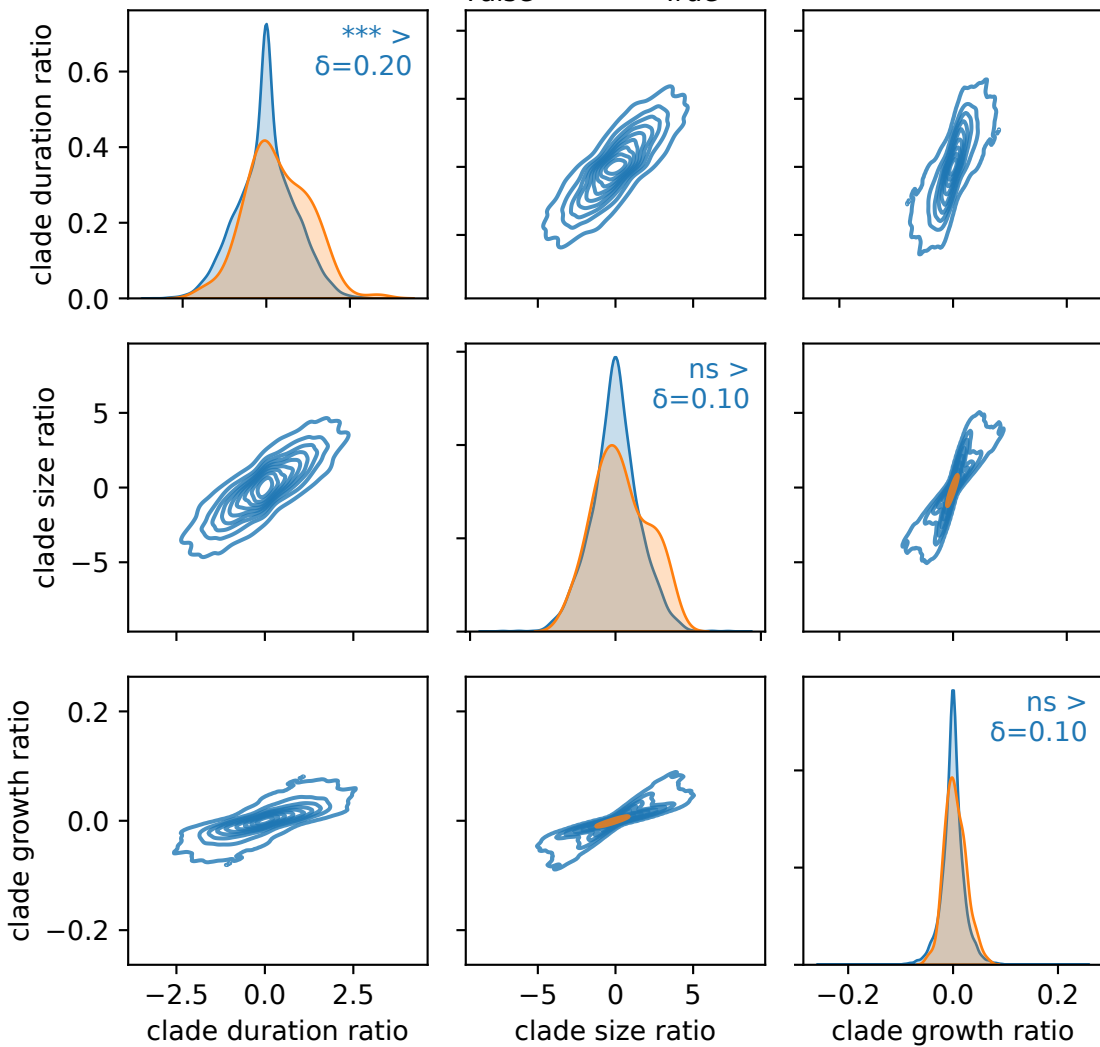 *** >
δ=0.20
clade duration ratio
0.6
0.4
0.2
0.0
ns >
δ=0.10
clade size ratio
5
0
−5
ns >
δ=0.10
clade growth ratio
0.2
0.0
−0.2
−2.5 0.0 2.5 −5 0 5 −0.2 0.0 0.2
clade duration ratio clade size ratio clade growth ratio